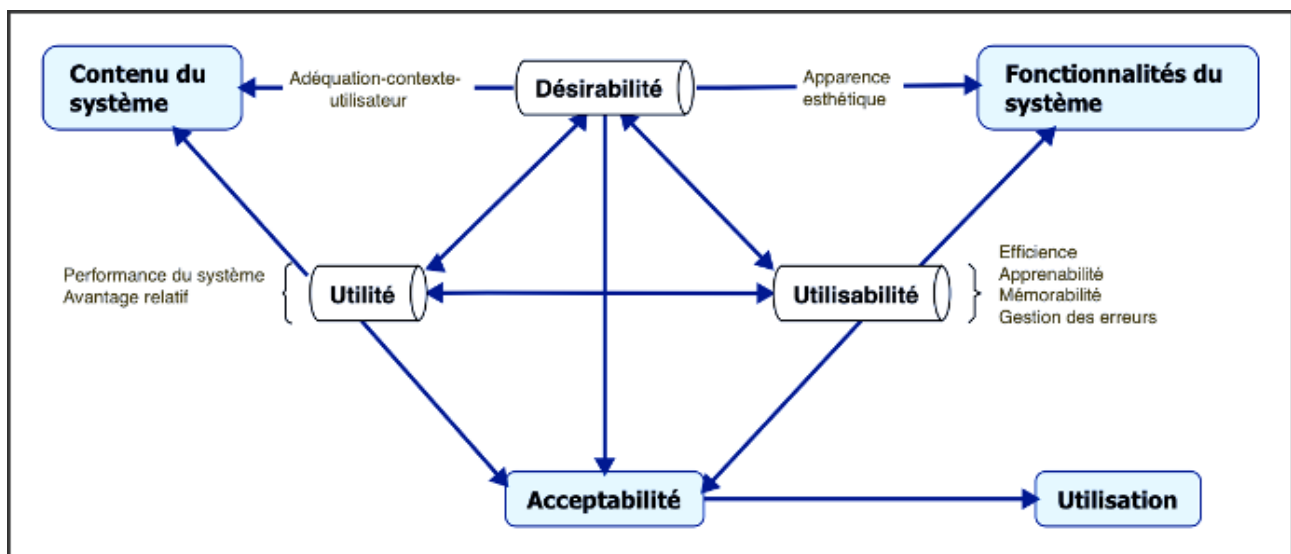 Contenu du
système
Adéquation-contexte-
utilisateur
Désirabilité
Apparence
esthétique
Fonctionnalités du
système
Performance du système
Avantage relatif
Utilité
Utilisabilité
Efficience
Apprenabilité
Mémorabilité
Gestion des erreurs
Acceptabilité
Utilisation